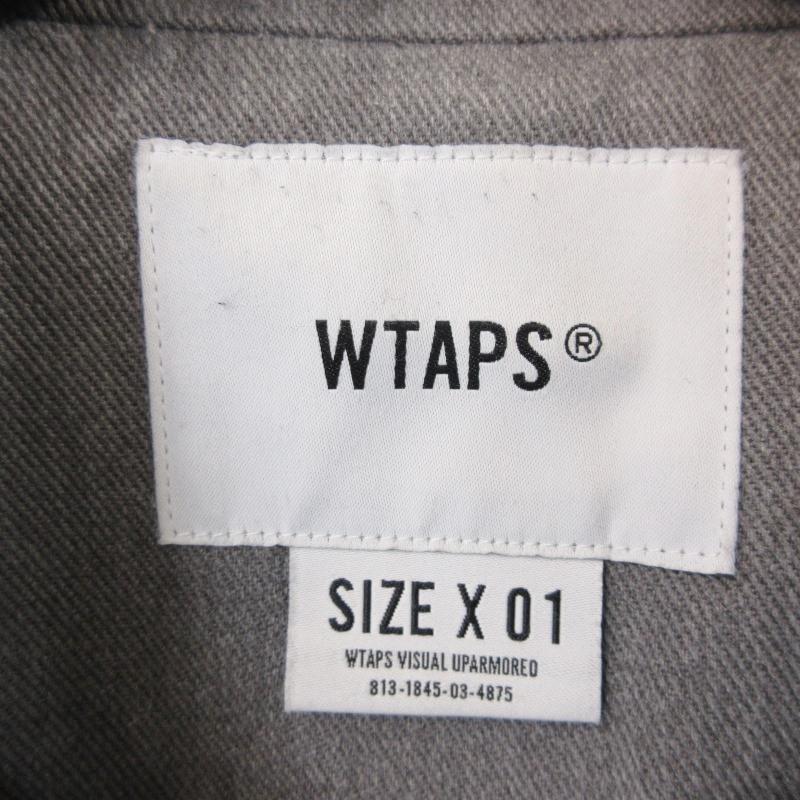 WTAPS®
SIZE X 01
WTAPS VISUAL UPARMORED
813-1845-03-4875